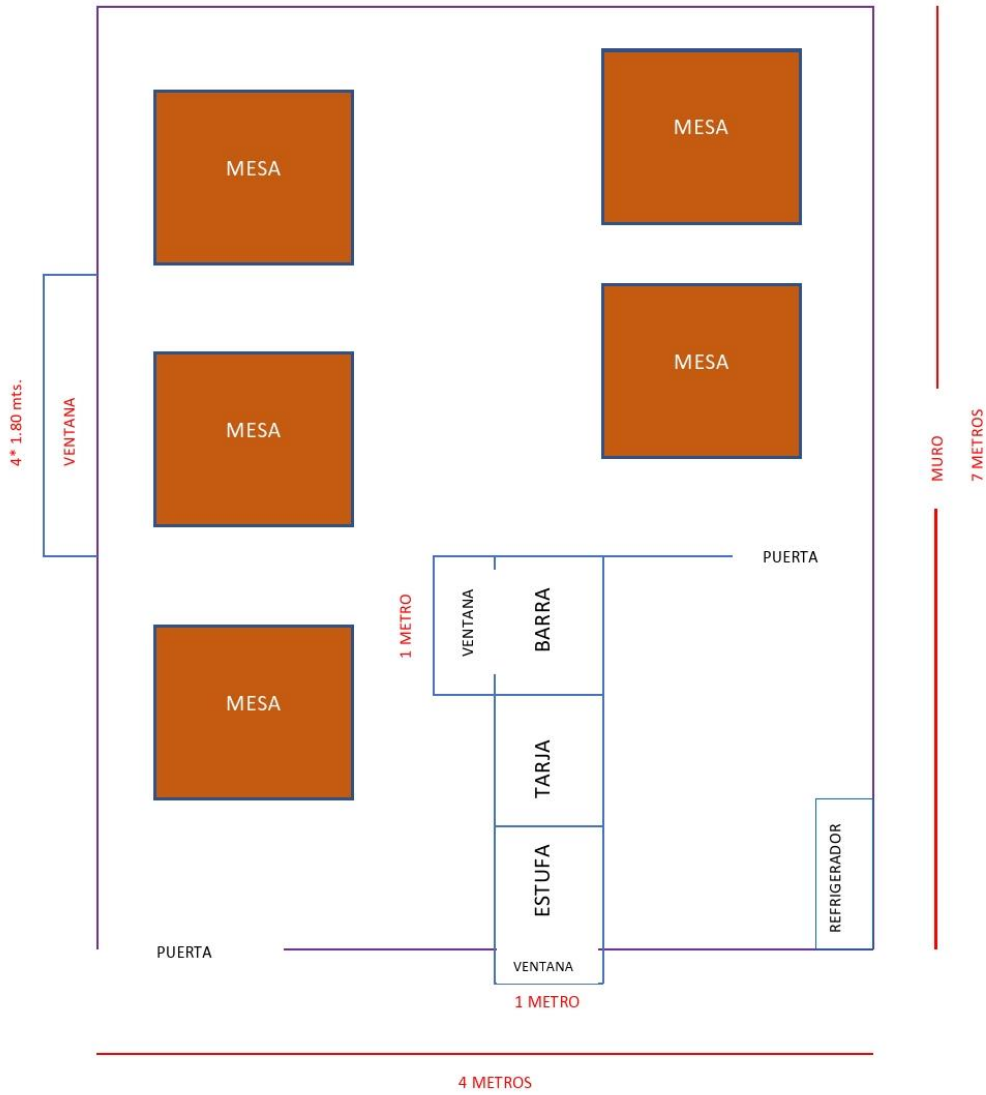 MESA
MESA
MESA
MESA
MESA
4 * 1.80 mts.
VENTANA
MURO
7 METROS
PUERTA
1 METRO
VENTANA
BARRA
TARJA
ESTUFA
REFRIGERADOR
PUERTA
VENTANA
1 METRO
4 METROS